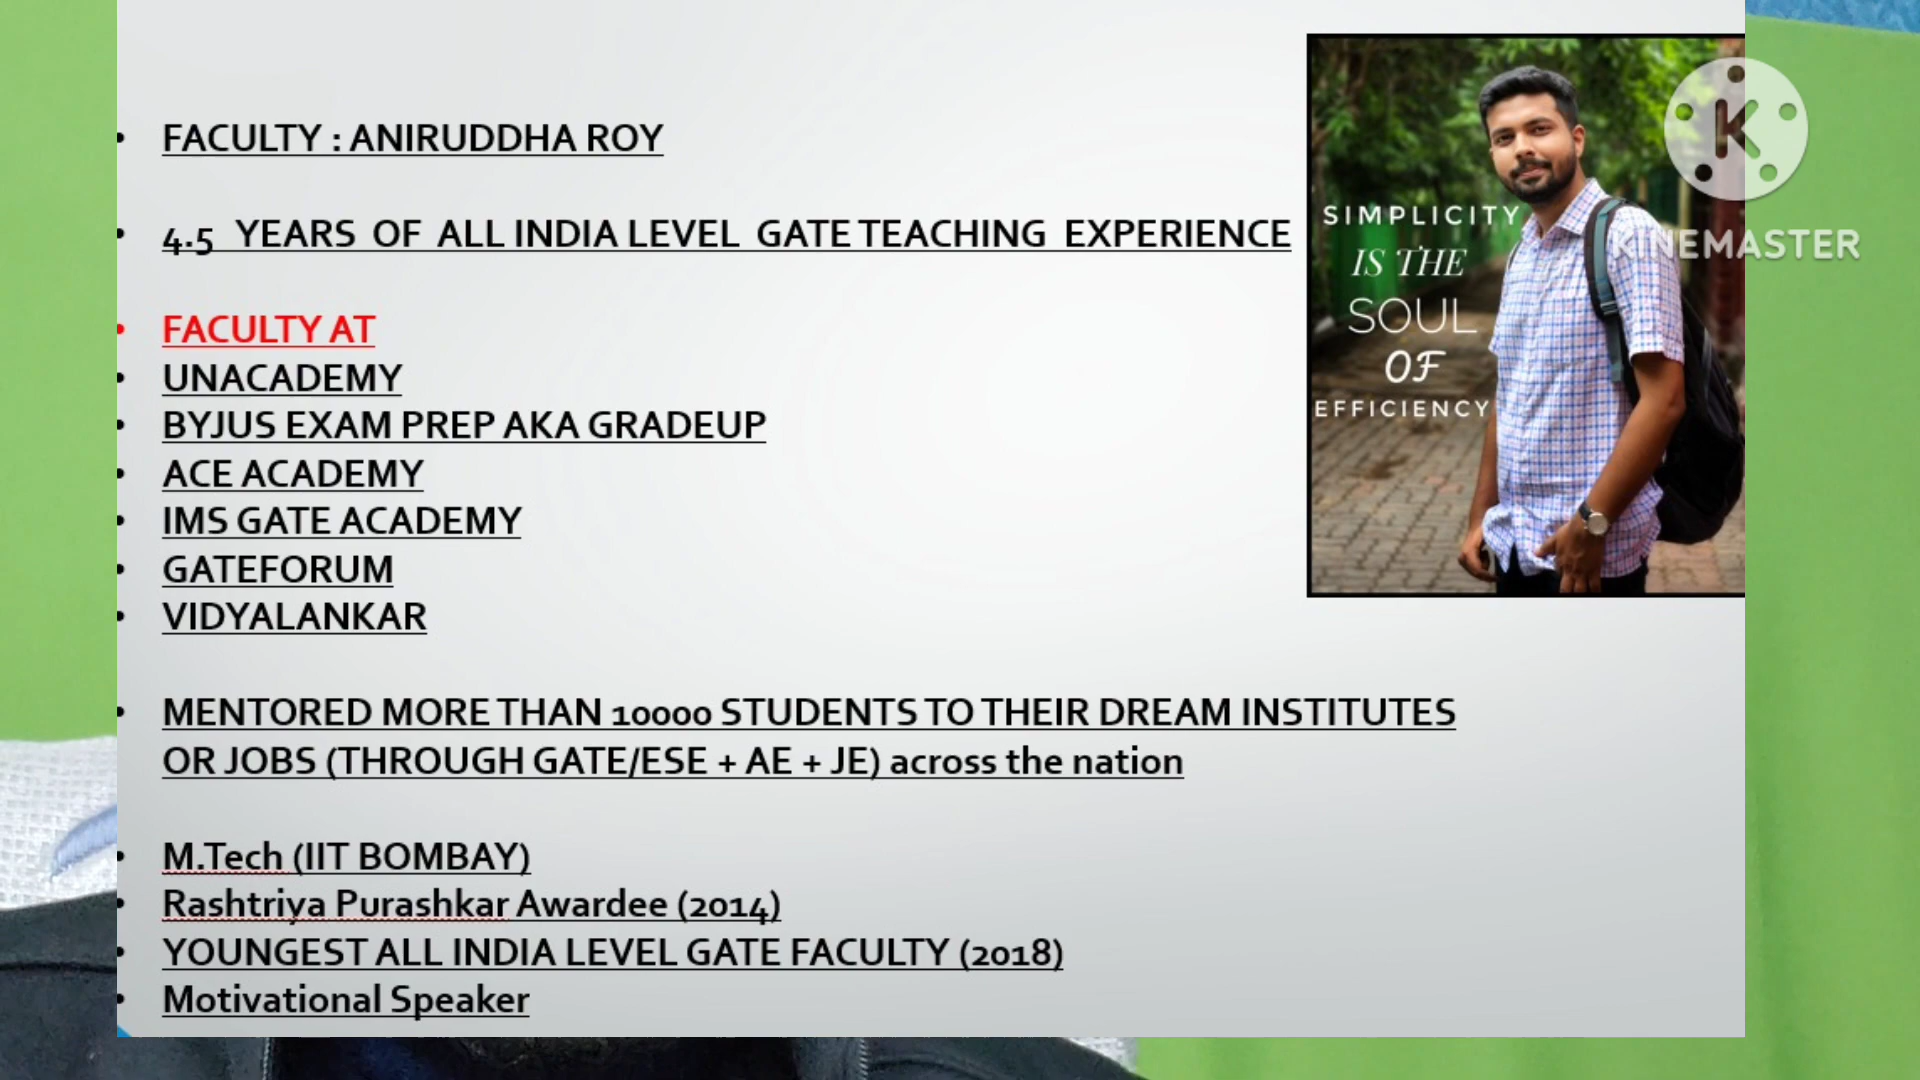 FACULTY : ANIRUDDHA ROY
4.5 YEARS OF ALL INDIA LEVEL GATE TEACHING EXPERIENCE
FACULTY AT
UNACADEMY
BYJUS EXAM PREP AKA GRADEUP
ACE ACADEMY
IMS GATE ACADEMY
GATEFORUM
VIDYALANKAR
MENTORED MORE THAN 10000 STUDENTS TO THEIR DREAM INSTITUTES
OR JOBS (THROUGH GATE/ESE + AE + JE) across the nation
M.Tech (IIT BOMBAY)
Rashtriya Purashkar Awardee (2014)
YOUNGEST ALL INDIA LEVEL GATE FACULTY (2018)
Motivational Speaker
SIMPLICITY
IS THE
SOUL
OF
EFFICIENCY
K
KINEMASTER